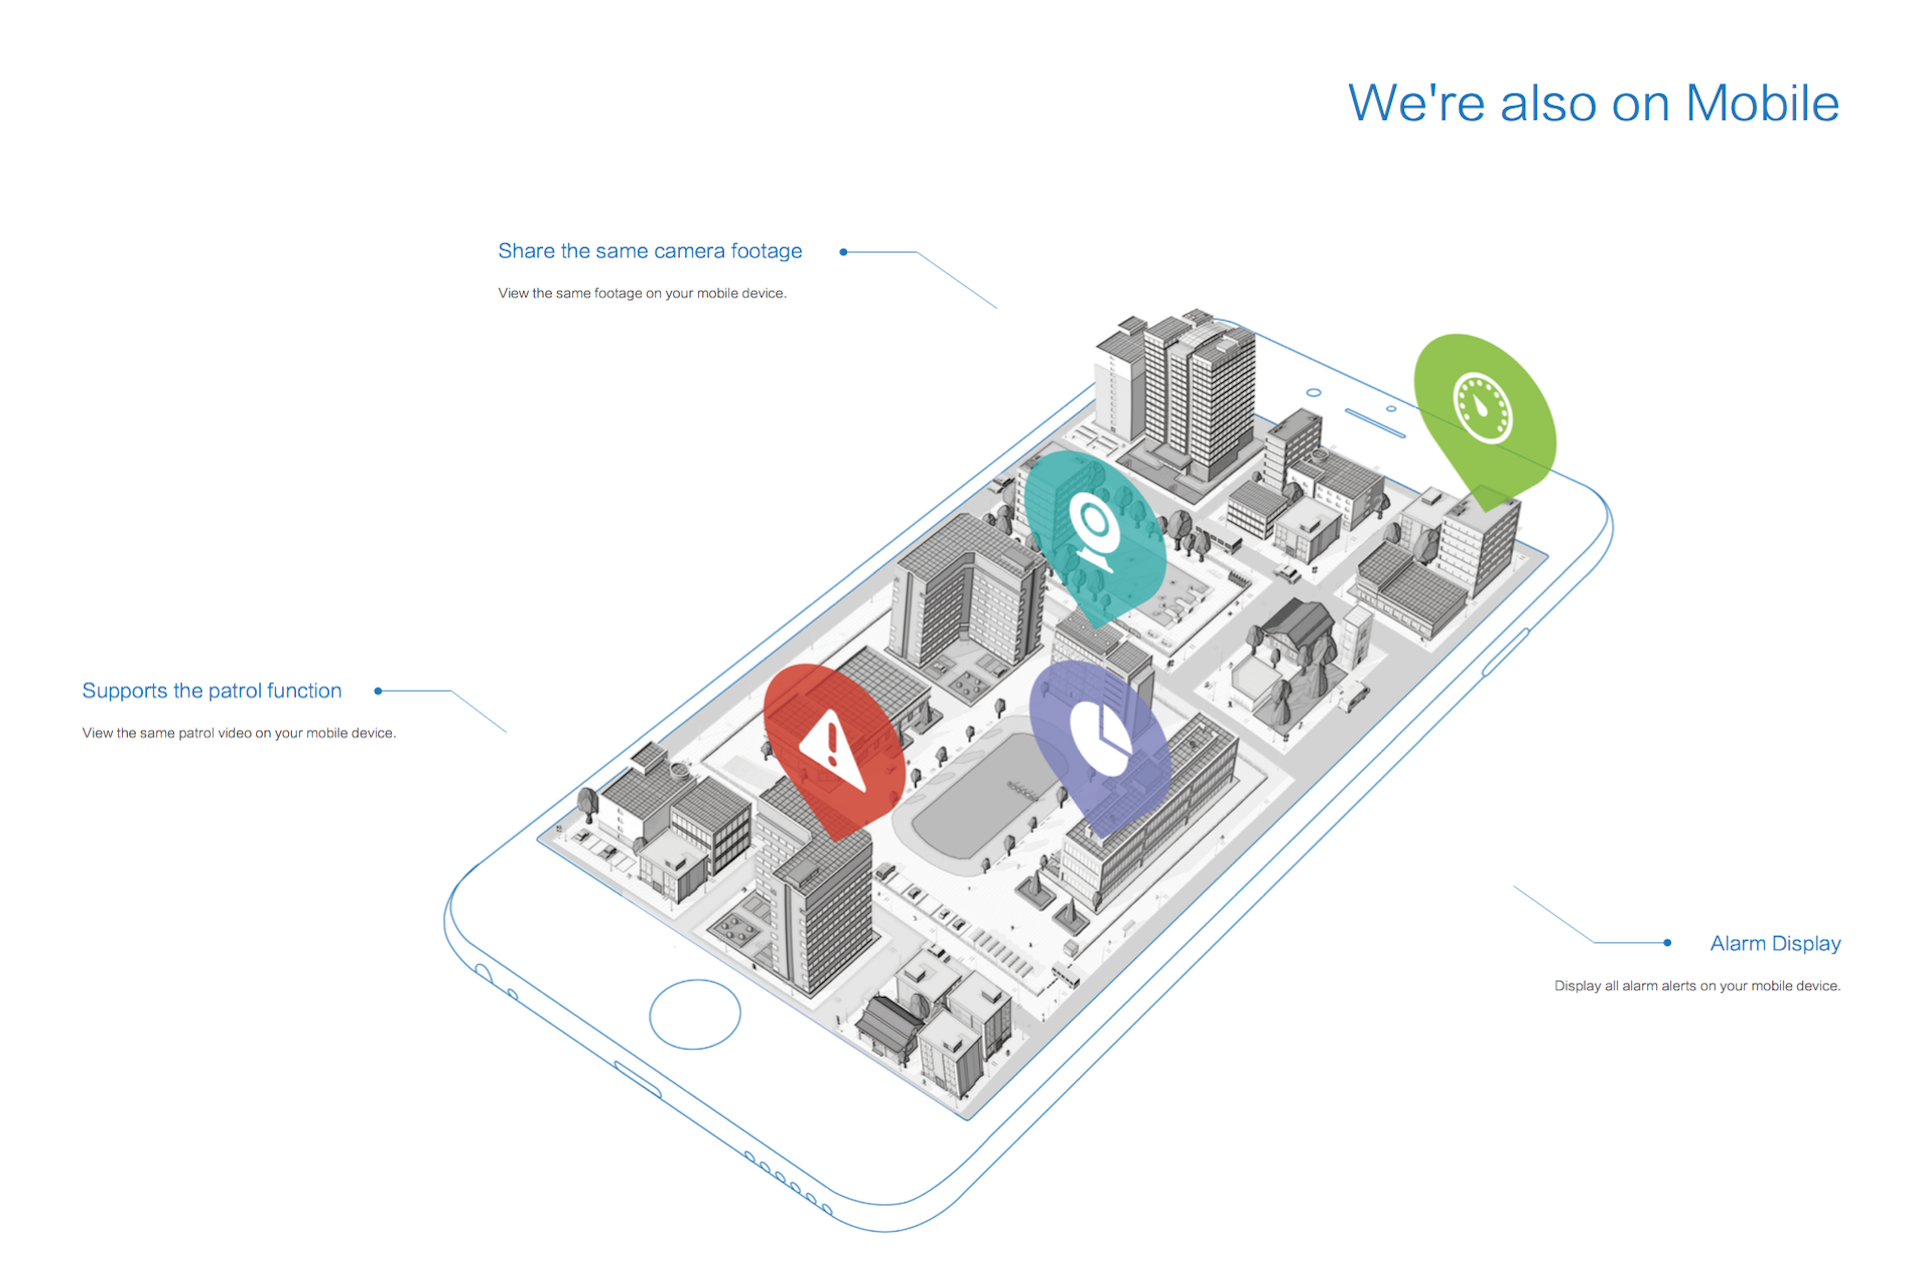 We're also on Mobile
Share the same camera footage
View the same footage on your mobile device.
Supports the patrol function
View the same patrol video on your mobile device.
Alarm Display
Display all alarm alerts on your mobile device.